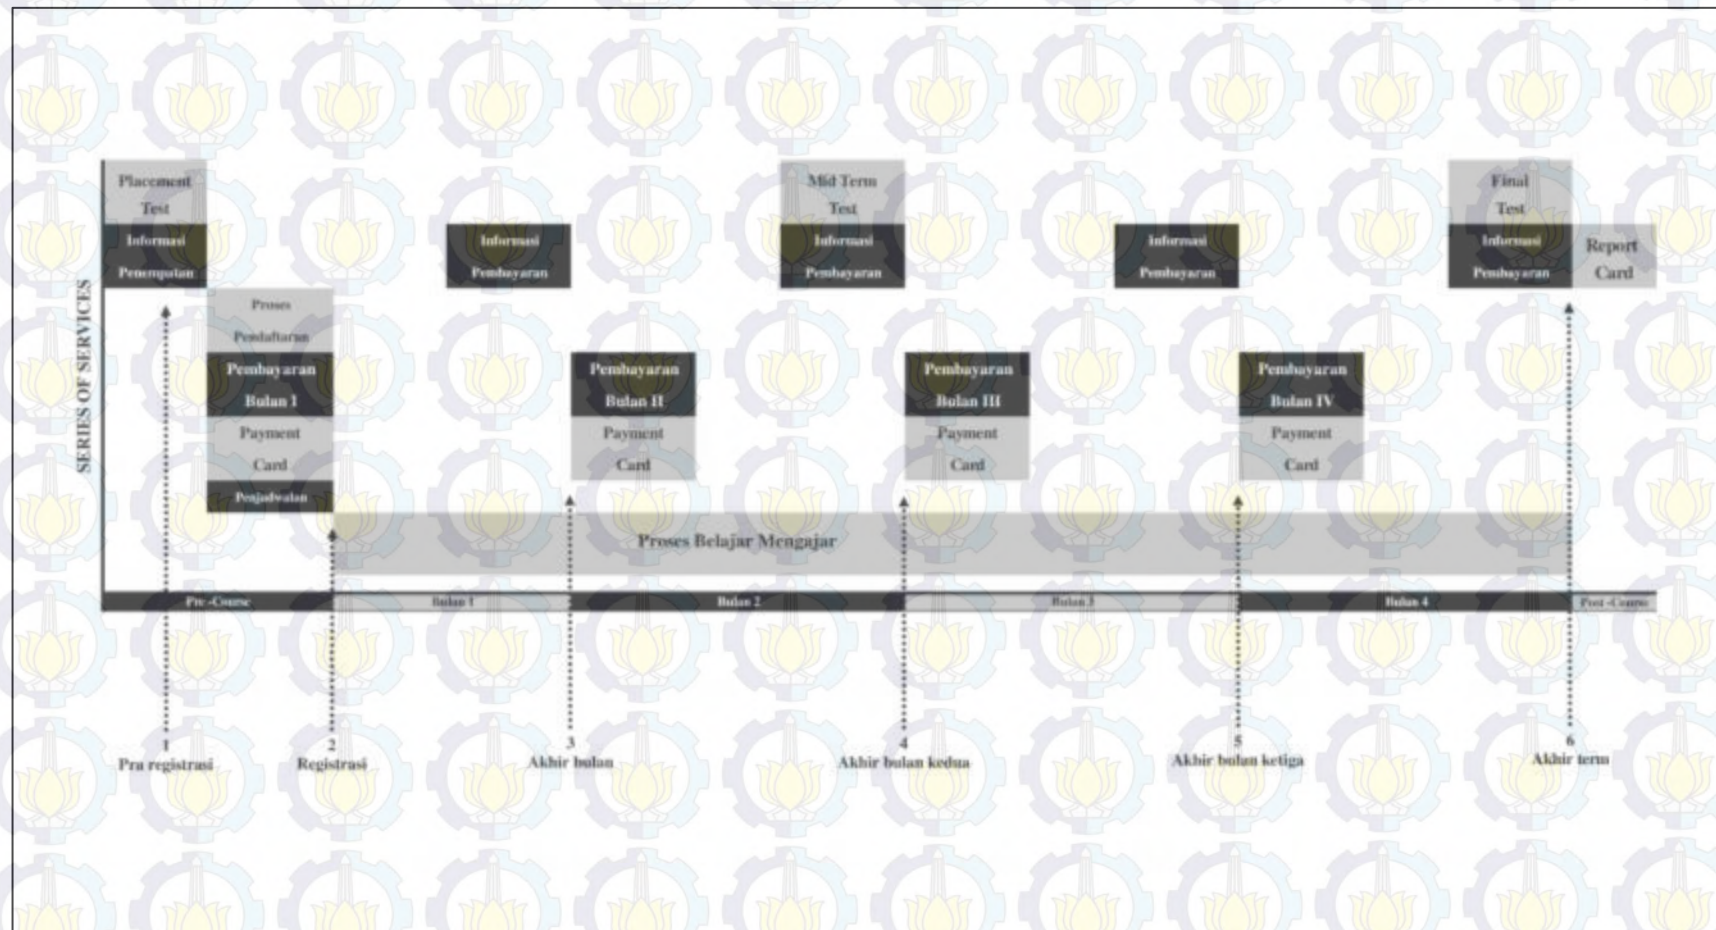 Placement
Test
Informasi
Penempatan
Proses
Pendaftaran
Pembayaran
Bulan I
Payment
Card
Penjadwalan
Informasi
Pembayaran
Pembayaran
Bulan II
Payment
Card
Mid Term
Test
Informasi
Pembayaran
Pembayaran
Bulan III
Payment
Card
Informasi
Pembayaran
Pembayaran
Bulan IV
Payment
Card
Final
Test
Informasi
Pembayaran
Report
Card
SERIES OF SERVICES
Proses Belajar Mengajar
Pre -Course
Bulan 1
Bulan 2
Bulan 3
Bulan 4
Post -Course
1
Pra registrasi
2
Registrasi
3
Akhir bulan
4
Akhir bulan kedua
5
Akhir bulan ketiga
6
Akhir term